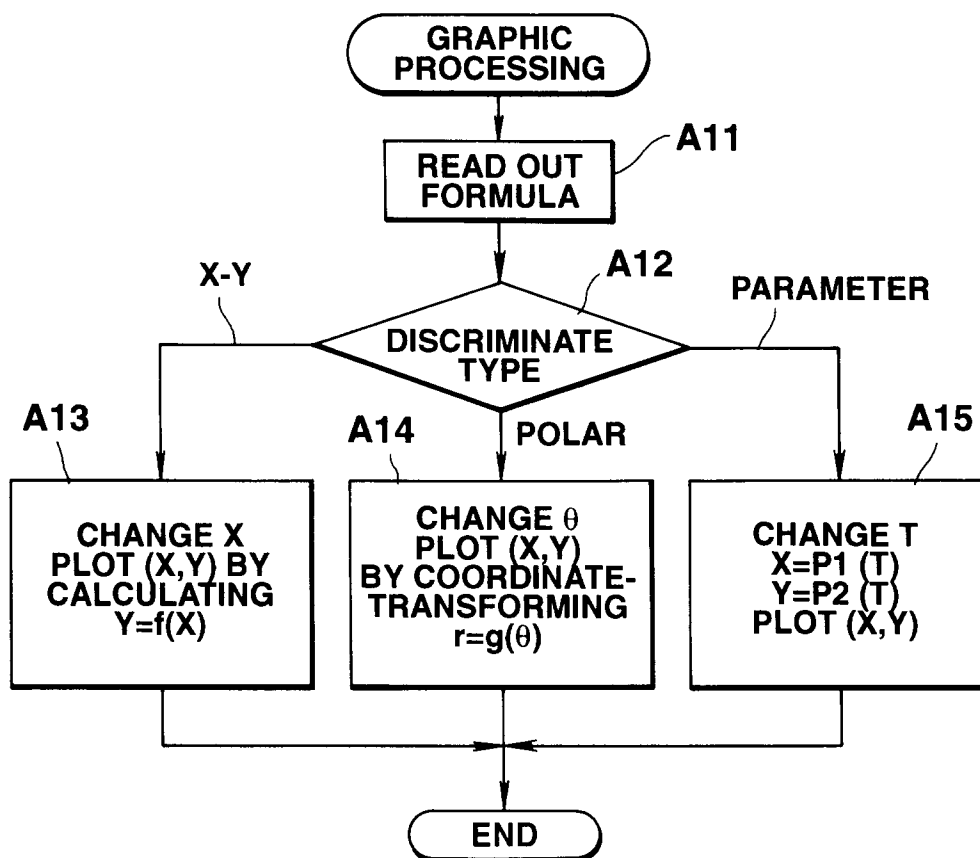 GRAPHIC
PROCESSING
A11
READ OUT
FORMULA
A12
X-Y
PARAMETER
DISCRIMINATE
TYPE
POLAR
A13
CHANGE X
PLOT (X,Y) BY
CALCULATING
Y=f(X)
A14
CHANGE θ
PLOT (X,Y)
BY COORDINATE-
TRANSFORMING
r=g(θ)
A15
CHANGE T
X=P1 (T)
Y=P2 (T)
PLOT (X,Y)
END